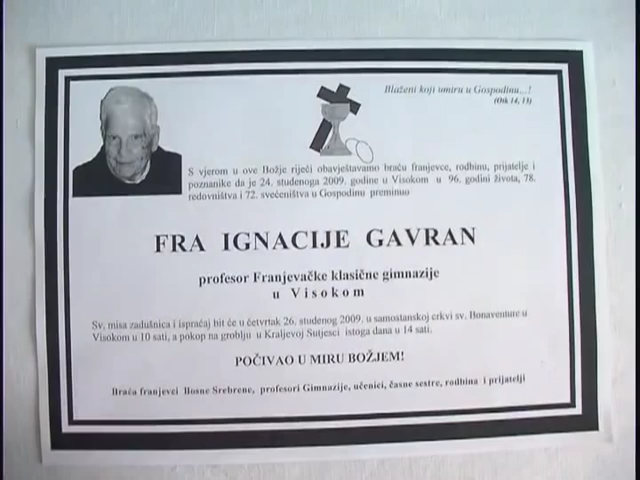 Blaženi koji umiru u Gospodinu...!
(Otk 14, 13)
S vjerom u ove Božje riječi obavještavamo braću franjevce, rodbinu, prijatelje i
poznanike da je 24. studenoga 2009. godine u Visokom u 96. godini života, 78.
redovništva i 72. svećeništva u Gospodinu preminuo
FRA IGNACIJE GAVRAN
profesor Franjevačke klasične gimnazije
u Visokom
Sv. misa zadušnica i ispraćaj bit će u četvrtak 26. studenog 2009. u samostanskoj crkvi sv. Bonaventure u
Visokom u 10 sati, a pokop na groblju u Kraljevoj Sutjesci istoga dana u 14 sati.
POČIVAO U MIRU BOŽJEM!
Braća franjevci Bosne Srebrene, profesori Gimnazije, učenici, časne sestre, rodbina i prijatelji